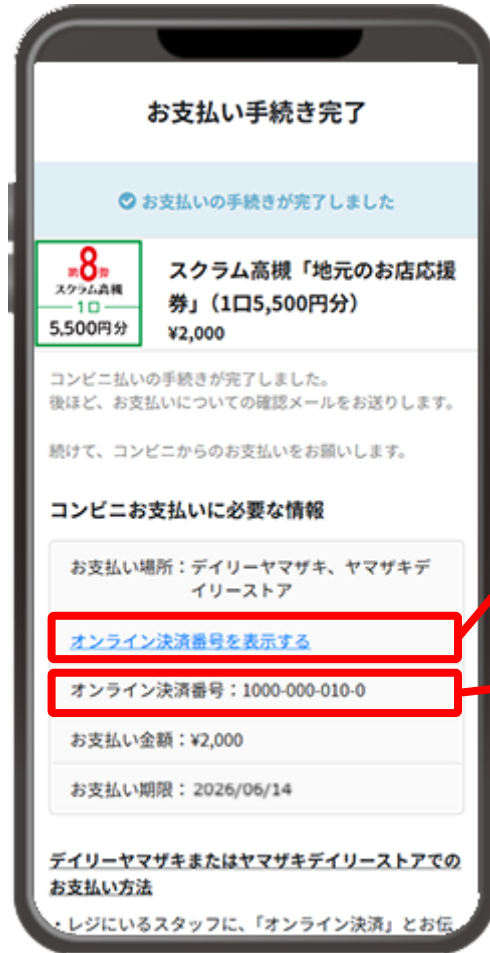 お支払い手続き完了
お支払いの手続きが完了しました
第8弾
スクラム高槻
1口
5,500円分
スクラム高槻「地元のお店応援
券」（1口5,500円分）
¥2,000
コンビニ払いの手続きが完了しました。
後ほど、お支払いについての確認メールをお送りします。
続けて、コンビニからのお支払いをお願いします。
コンビニお支払いに必要な情報
お支払い場所：デイリーヤマザキ、ヤマザキデ
イリーストア
オンライン決済番号を表示する
オンライン決済番号：1000-000-010-0
お支払い金額：¥2,000
お支払い期限：2026/06/14
デイリーヤマザキまたはヤマザキデイリーストアでの
お支払い方法
・レジにいるスタッフに、「オンライン決済」とお伝